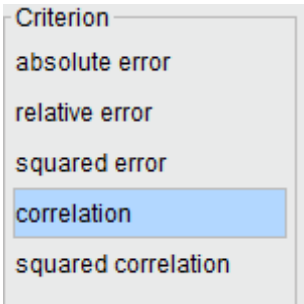 Criterion
absolute error
relative error
squared error
correlation
squared correlation